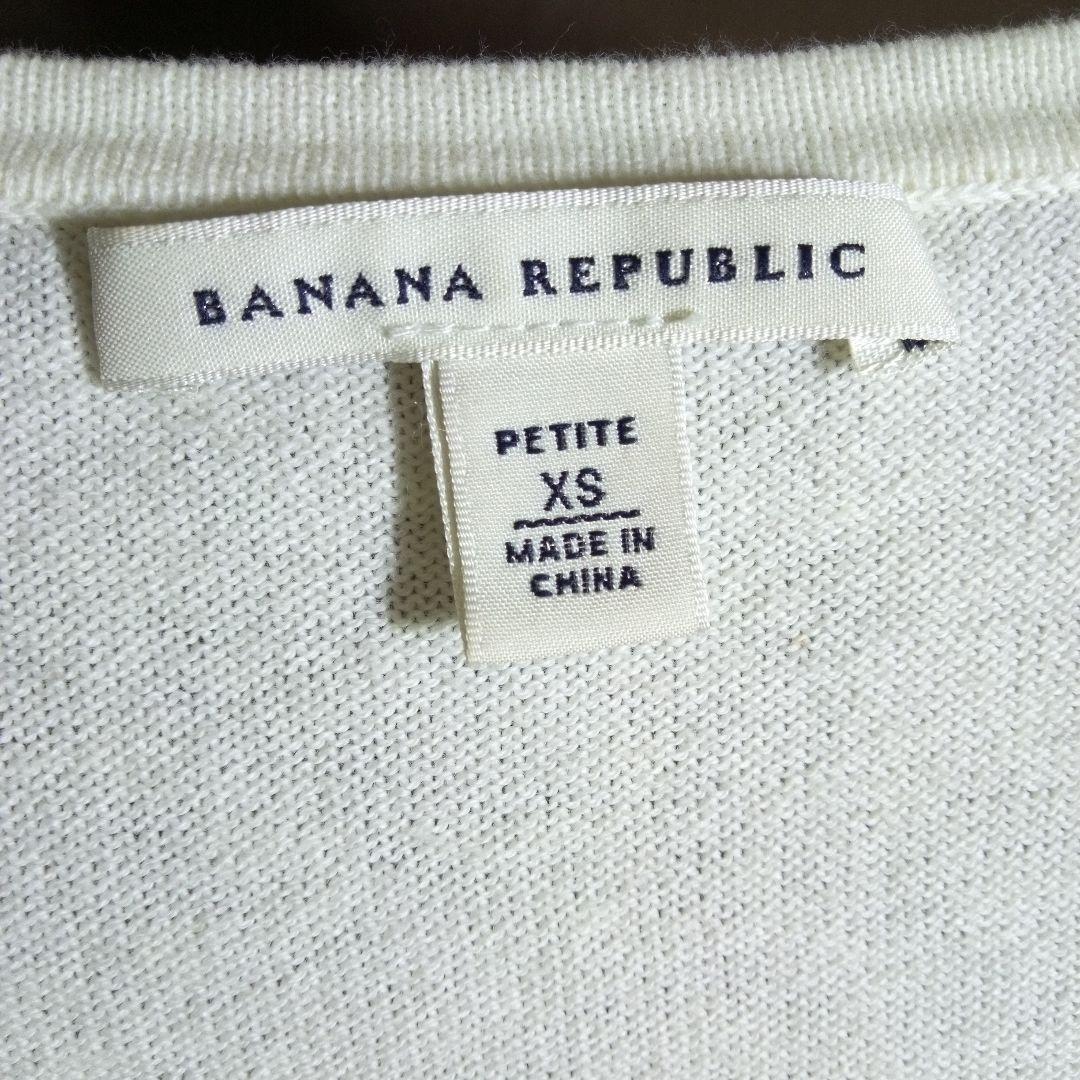 BANANA REPUBLIC
PETITE
XS
MADE IN
CHINA